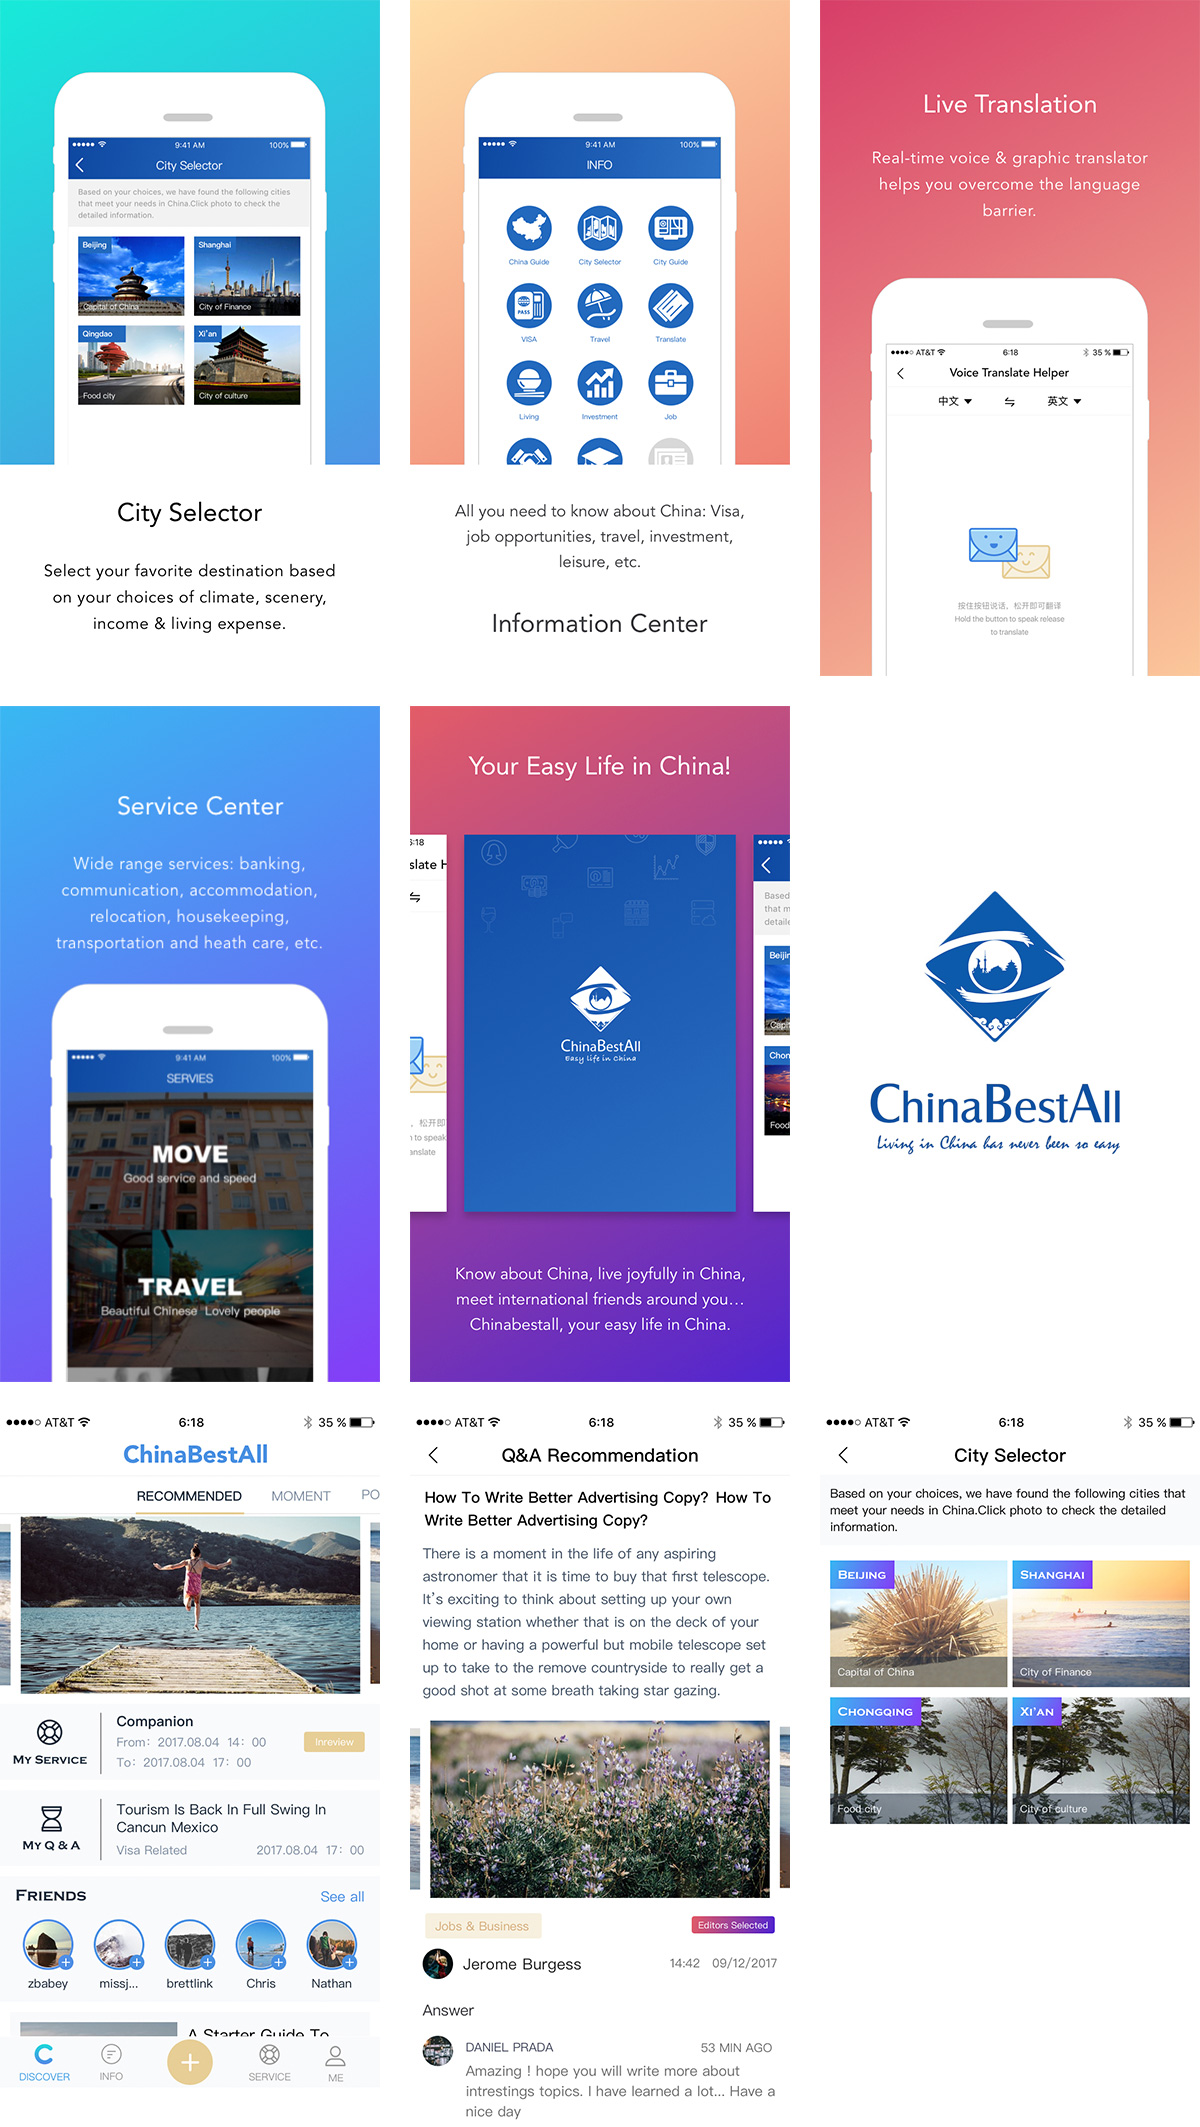 9:41 AM
100%
City Selector
Based on your choices, we have found the following cities
that meet your needs in China.Click photo to check the
detailed information.
Beijing
Capital of China
Shanghai
City of Finance
Qingdao
Food city
Xi'an
City of culture
City Selector
Select your favorite destination based
on your choices of climate, scenery,
income & living expense.
9:41 AM
100%
INFO
China Guide
City Selector
City Guide
PASS
VISA
Travel
Translate
Living
Investment
Job
All you need to know about China: Visa,
job opportunities, travel, investment,
leisure, etc.
Information Center
Live Translation
Real-time voice & graphic translator
helps you overcome the language
barrier.
AT&T
6:18
35 %
Voice Translate Helper
中文
英文
按住按钮说话、松开即可翻译
Hold the button to speak release
to translate
Service Center
Wide range services: banking,
communication, accommodation,
relocation, housekeeping,
transportation and heath care, etc.
9:41 AM
100%
SERVIES
MOVE
Good service and speed
TRAVEL
Beautiful Chinese Lovely people
Your Easy Life in China!
6:18
slate H
、松开即
to speak
anslate
ChinaBestAll
Easy life in China
Based
that m
detaile
Beijin
Capi
Chon
Food
Know about China, live joyfully in China,
meet international friends around you...
Chinabestall, your easy life in China.
ChinaBestAll
Living in China has never been so easy
AT&T
6:18
35 %
ChinaBestAll
RECOMMENDED
MOMENT
PO
MY SERVICE
Companion
From: 2017.08.04 14: 00
To: 2017.08.04 17: 00
Inreview
MY Q & A
Tourism Is Back In Full Swing In
Cancun Mexico
Visa Related
2017.08.04 17: 00
FRIENDS
See all
zbabey
missj...
brettlink
Chris
Nathan
A Starter Guide To
DISCOVER
INFO
SERVICE
ME
AT&T
6:18
35 %
Q&A Recommendation
How To Write Better Advertising Copy? How To
Write Better Advertising Copy?
There is a moment in the life of any aspiring
astronomer that it is time to buy that first telescope.
It's exciting to think about setting up your own
viewing station whether that is on the deck of your
home or having a powerful but mobile telescope set
up to take to the remove countryside to really get a
good shot at some breath taking star gazing.
Jobs & Business
Editors Selected
Jerome Burgess
14:42 09/12/2017
Answer
DANIEL PRADA
53 MIN AGO
Amazing ! hope you will write more about
intrestings topics. I have learned a lot... Have a
nice day
AT&T
6:18
35 %
City Selector
Based on your choices, we have found the following cities that
meet your needs in China.Click photo to check the detailed
information.
BEIJING
Capital of China
SHANGHAI
City of Finance
CHONGQING
Food city
XI'AN
City of culture